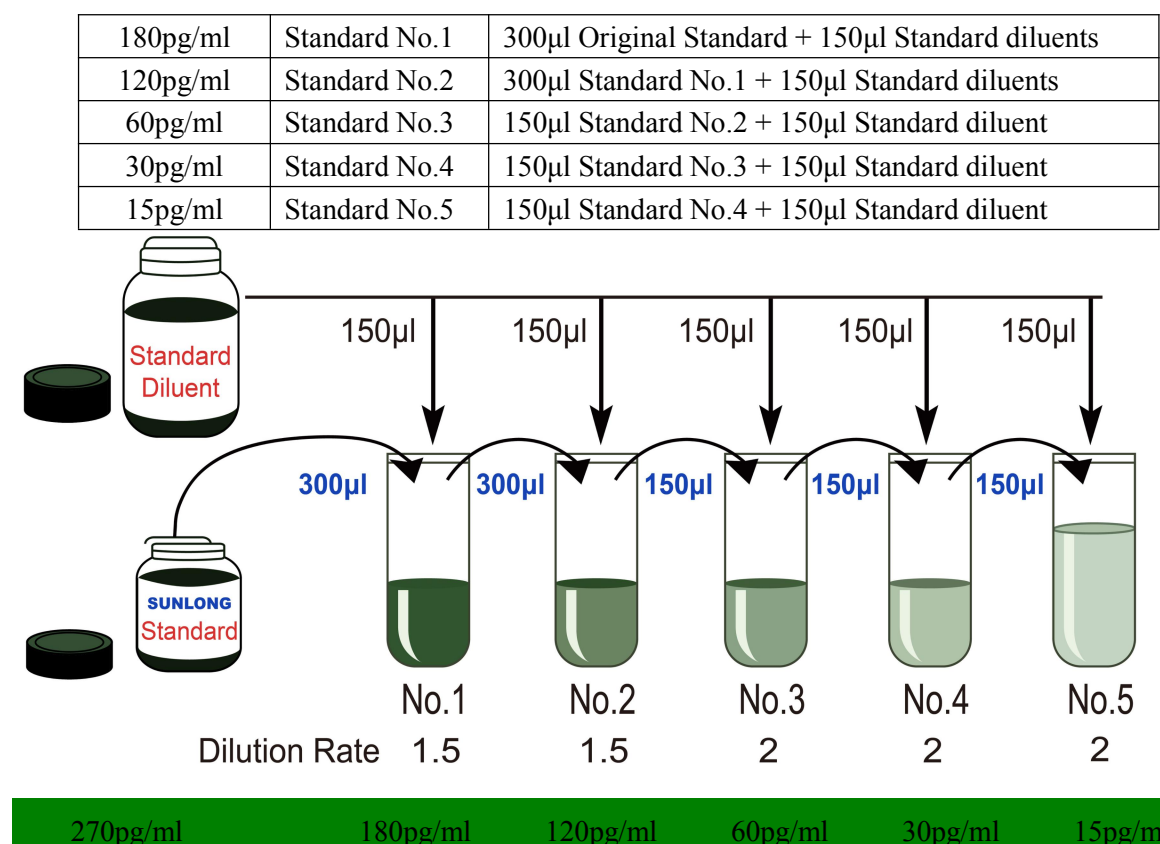 180pg/ml Standard No.1 300μl Original Standard + 150μl Standard diluents
120pg/ml Standard No.2 300μl Standard No.1 + 150μl Standard diluents
60pg/ml Standard No.3 150μl Standard No.2 + 150μl Standard diluent
30pg/ml Standard No.4 150μl Standard No.3 + 150μl Standard diluent
15pg/ml Standard No.5 150μl Standard No.4 + 150μl Standard diluent
150μl 150μl 150μl 150μl 150μl
Standard
Diluent
300μl 300μl 150μl 150μl 150μl
SUNLONG
Standard
No.1 No.2 No.3 No.4 No.5
Dilution Rate 1.5 1.5 2 2 2
270pg/ml 180pg/ml 120pg/ml 60pg/ml 30pg/ml 15pg/m